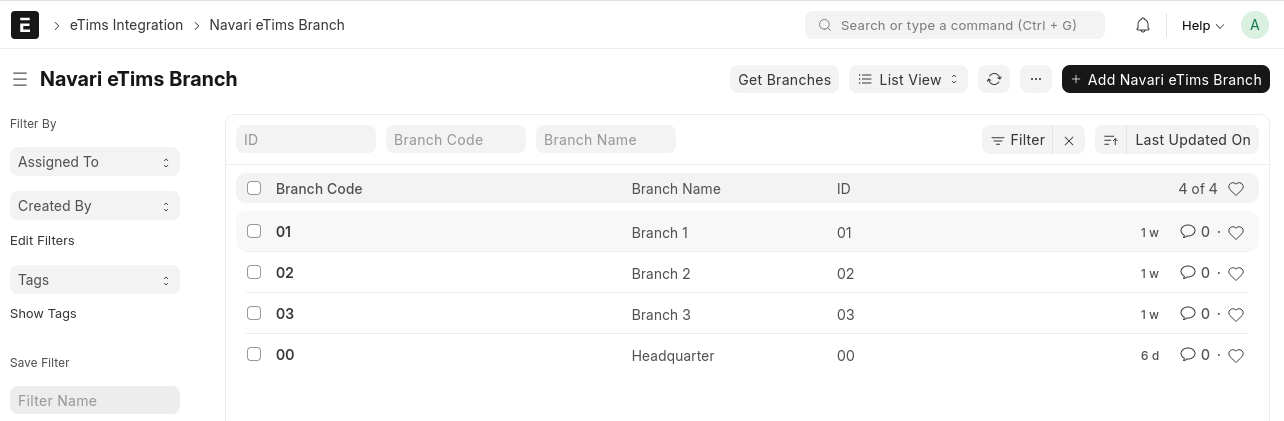 E eTims Integration Navari eTims Branch Search or type a command (Ctrl + G) Help A
Navari eTims Branch Get Branches List View ... + Add Navari eTims Branch
Filter By
ID Branch Code Branch Name Filter Last Updated On
Assigned To
Branch Code Branch Name ID 4 of 4
Created By
01 Branch 1 01 1 w 0 ·
Edit Filters
02 Branch 2 02 1 w 0 ·
Tags
03 Branch 3 03 1 w 0 ·
Show Tags
00 Headquarter 00 6 d 0 ·
Save Filter
Filter Name